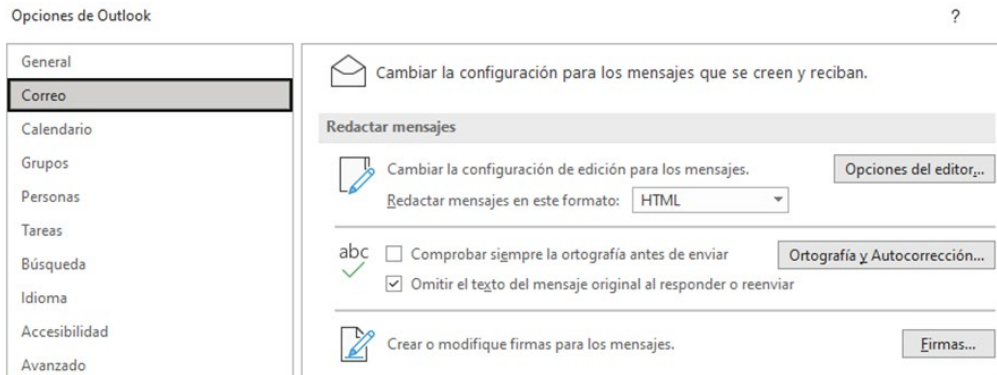 Opciones de Outlook
?
General
Correo
Calendario
Grupos
Personas
Tareas
Búsqueda
Idioma
Accesibilidad
Avanzado
Cambiar la configuración para los mensajes que se creen y reciban.
Redactar mensajes
Cambiar la configuración de edición para los mensajes.
Opciones del editor...
Redactar mensajes en este formato:
HTML
abc
Comprobar siempre la ortografía antes de enviar
Ortografía y Autocorrección...
Omitir el texto del mensaje original al responder o reenviar
Crear o modifique firmas para los mensajes.
Firmas...